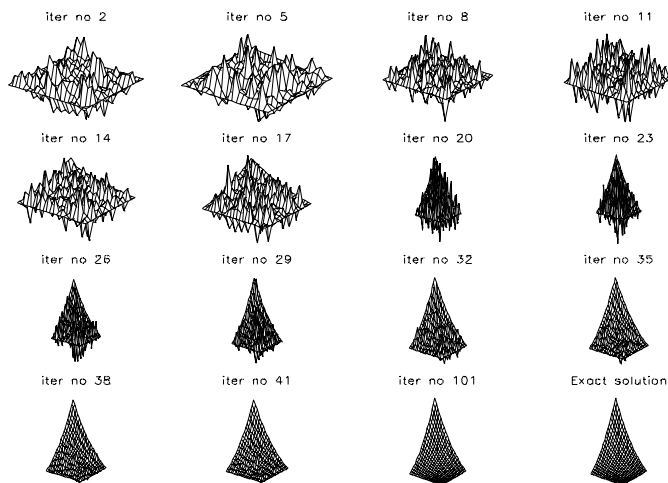 iter no 2
iter no 5
iter no 8
iter no 11
iter no 14
iter no 17
iter no 20
iter no 23
iter no 26
iter no 29
iter no 32
iter no 35
iter no 38
iter no 41
iter no 101
Exact solution